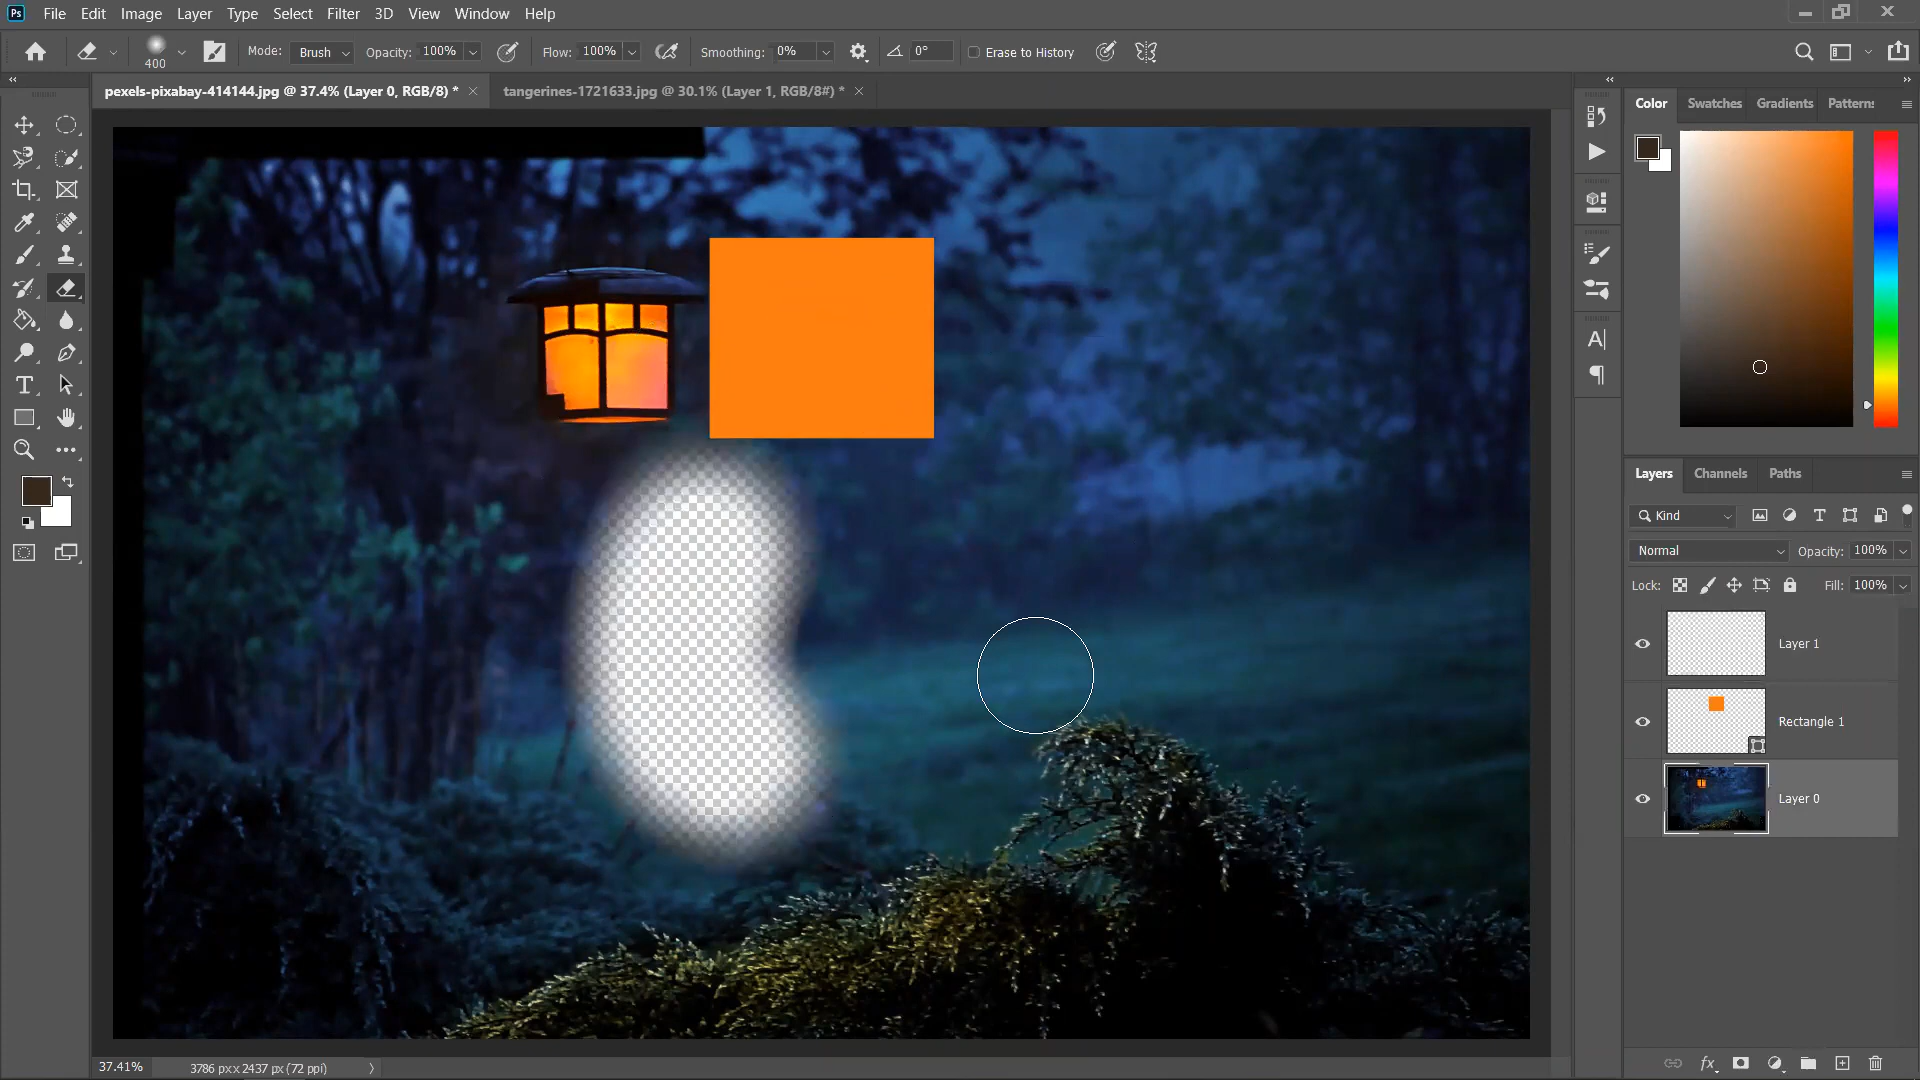 Ps File Edit Image Layer Type Select Filter 3D View Window Help
400 Mode: Brush Opacity: 100% Flow: 100% Smoothing: 0% 0° Erase to History
pexels-pixabay-414144.jpg @ 37.4% (Layer 0, RGB/8) * tangerines-1721633.jpg @ 30.1% (Layer 1, RGB/8#) *
Color Swatches Gradients Patterns
Layers Channels Paths
Kind
Normal Opacity: 100%
Lock: Fill: 100%
Layer 1
Rectangle 1
Layer 0
37.41% 3786 px x 2437 px (72 ppi)